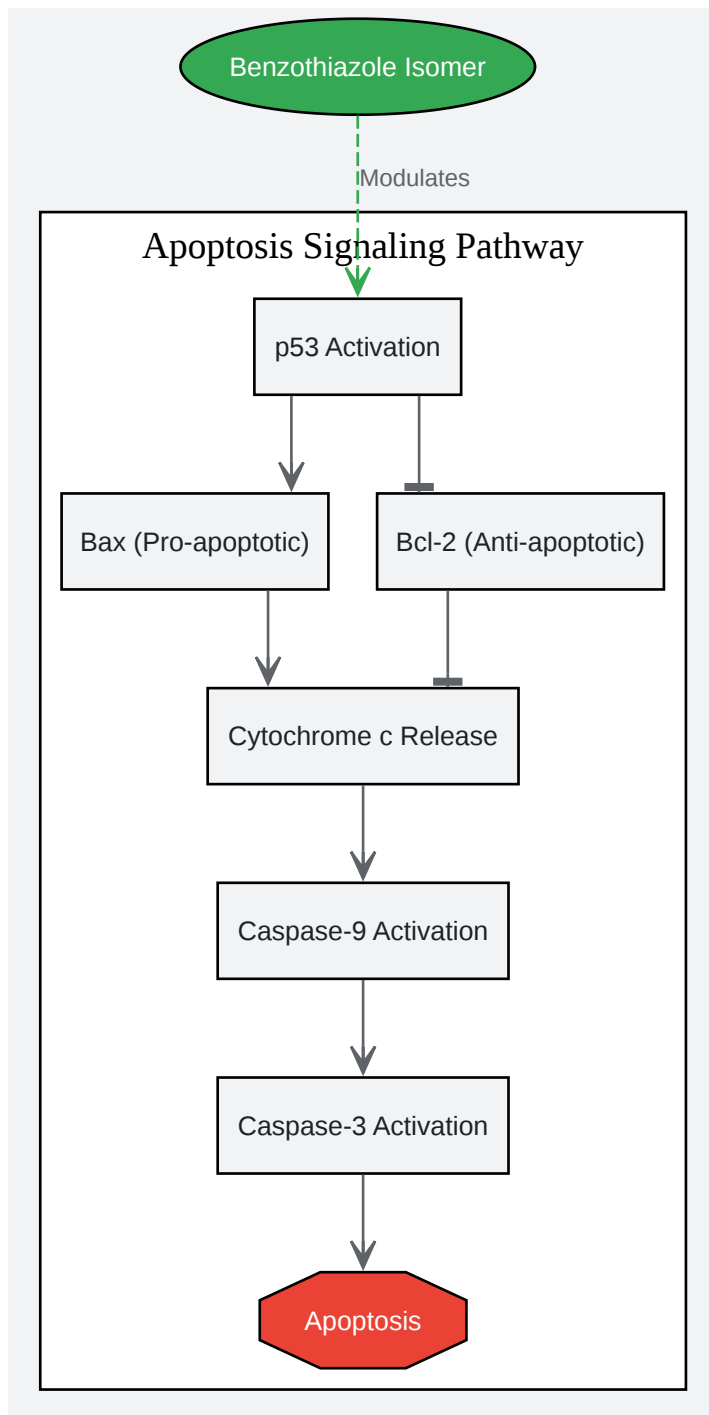 Benzothiazole Isomer
Modulates
Apoptosis Signaling Pathway
p53 Activation
Bax (Pro-apoptotic)
Bcl-2 (Anti-apoptotic)
Cytochrome c Release
Caspase-9 Activation
Caspase-3 Activation
Apoptosis